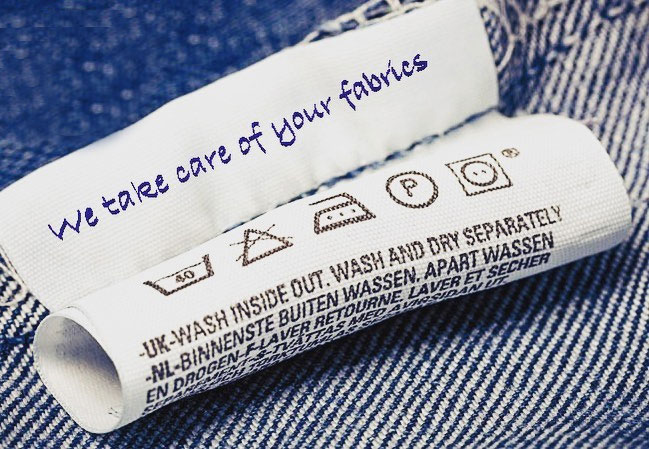 We take care of your fabrics
40
P
®
-UK-WASH INSIDE OUT. WASH AND DRY SEPARATELY
-NL-BINNENSTE BUITEN WASSEN, APART WASSEN
EN DROGEN-F-LAVER RETOURNE. LAVER ET SECHER